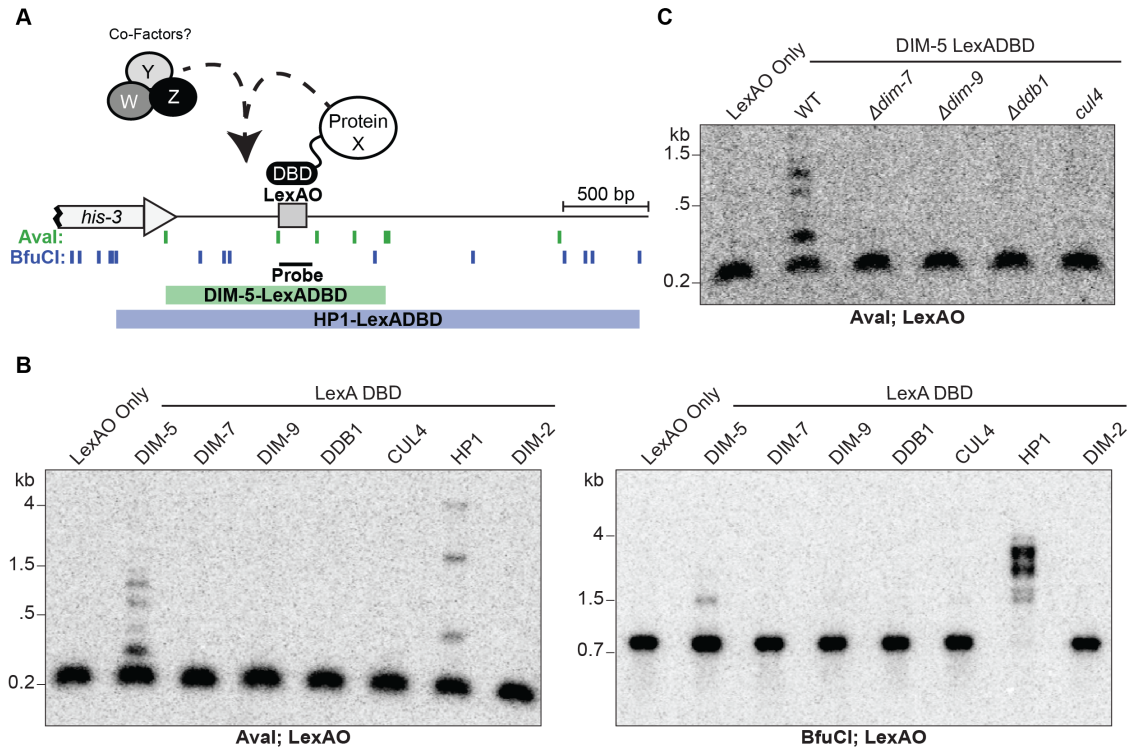 A
Co-Factors?
Y
W
Z
Protein
X
DBD
LexAO
500 bp
his-3
AvaI:
BfuCI:
Probe
DIM-5-LexADBD
HP1-LexADBD
C
DIM-5 LexADBD
LexAO Only
WT
Δdim-7
Δdim-9
Δddb1
cul4
kb
1.5
.5
0.2
AvaI; LexAO
B
LexA DBD
LexAO Only
DIM-5
DIM-7
DIM-9
DDB1
CUL4
HP1
DIM-2
kb
4
1.5
.5
0.2
AvaI; LexAO
LexA DBD
LexAO Only
DIM-5
DIM-7
DIM-9
DDB1
CUL4
HP1
DIM-2
kb
4
1.5
0.7
BfuCI; LexAO